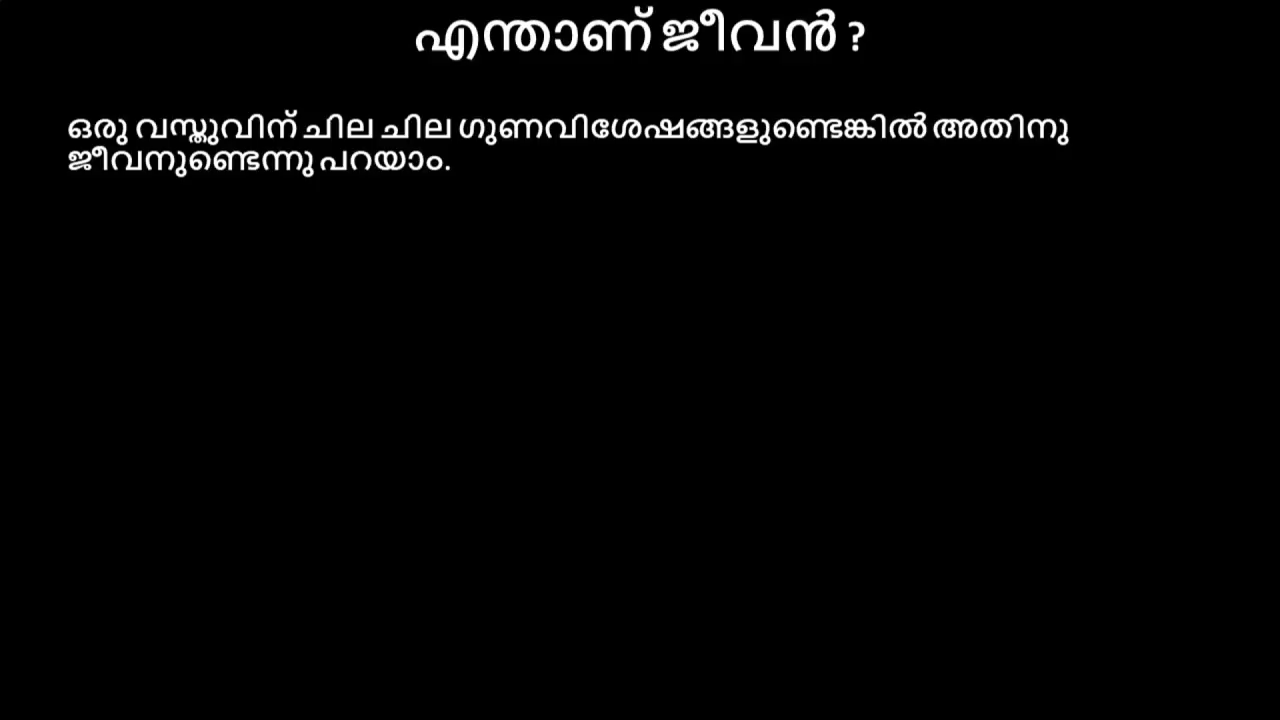 എന്താണ് ജീവൻ ?
ഒരു വസ്തുവിന് ചില ചില ഗുണവിശേഷങ്ങളുണ്ടെങ്കിൽ അതിനു
ജീവനുണ്ടെന്നു പറയാം.